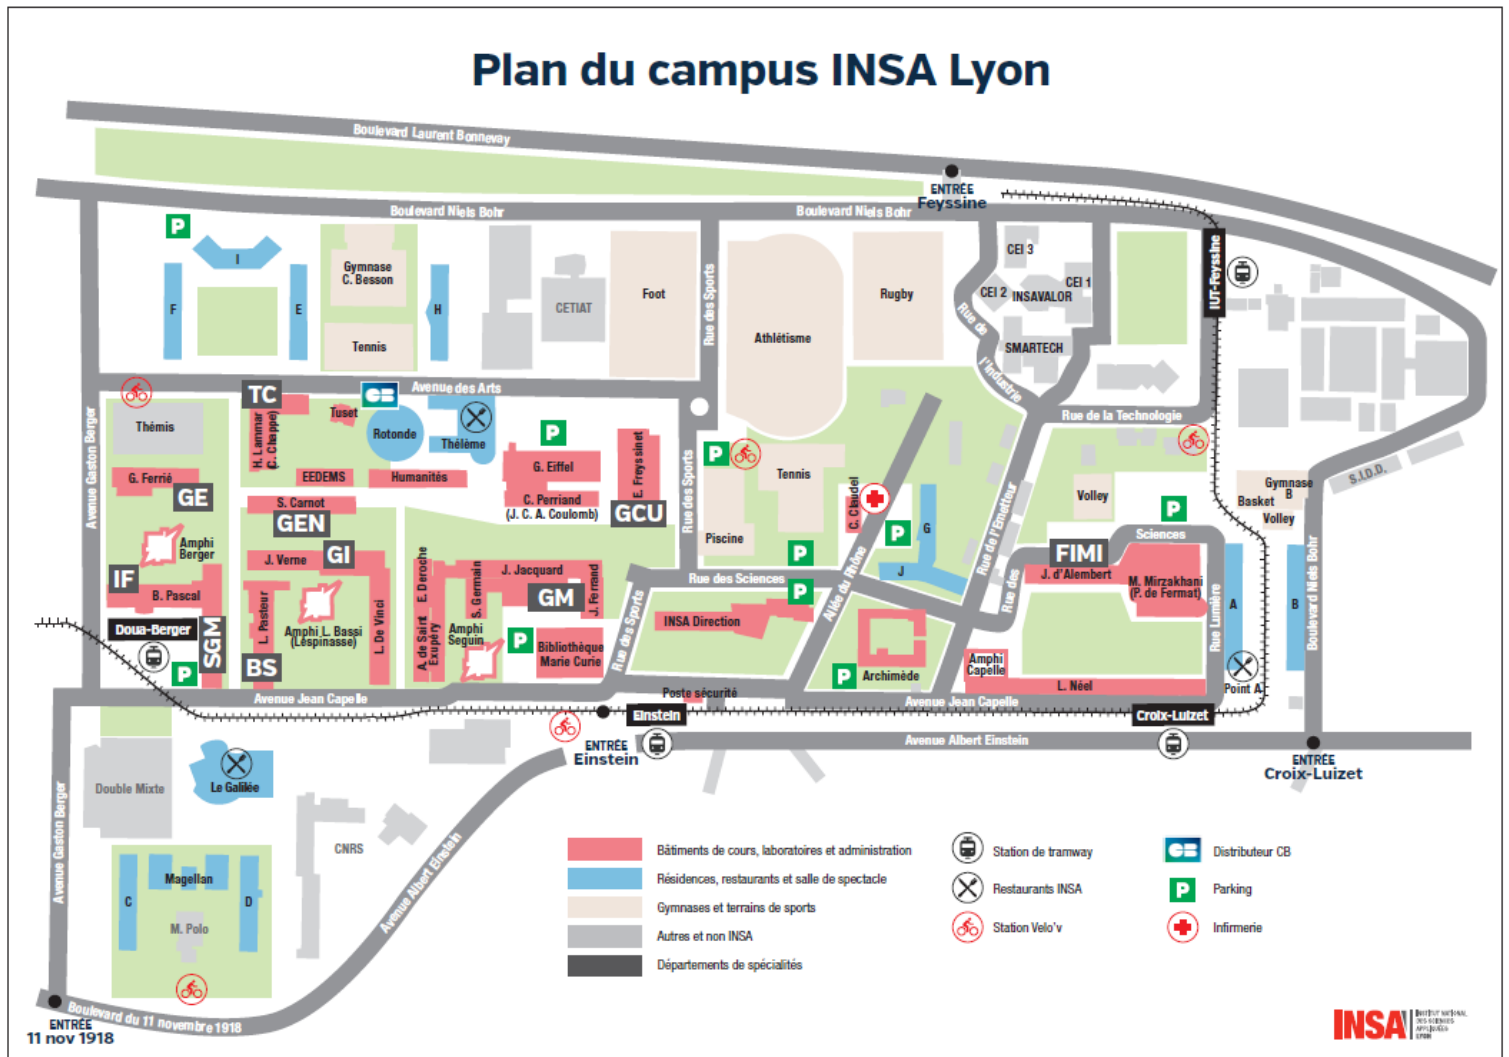 Plan du campus INSA Lyon
Boulevard Laurent Bonnevay
ENTRÉE
Feyssine
Boulevard Niels Bohr
Boulevard Niels Bohr
P
I
F
E
Gymnase
C. Besson
Tennis
H
CETIAT
Foot
Rue des Sports
Athlétisme
Rugby
CEI 3
CEI 2
INSAVALOR
CEI 1
SMARTECH
Rue de
l'Industrie
IUT-Feyssine
Avenue des Arts
Avenue Gaston Berger
Thémis
TC
H. Lammar
(C. Chappe)
Tuset
CB
Rotonde
Thélème
P
G. Eiffel
E. Freyssinet
Rue de la Technologie
G. Ferrié
GE
EEDEMS
Humanités
S. Carnot
GEN
C. Perriand
(J. C. A. Coulomb)
GCU
Rue des Sports
P
Tennis
Piscine
C. Claudel
P
G
J
Rue de l'Emetteur
Volley
P
Gymnase
B
Basket
Volley
S.I.D.D.
Amphi
Berger
GI
J. Verne
IF
B. Pascal
L. Pasteur
Amphi L. Bassi
(Lespinasse)
L. De Vinci
A. de Saint
Exupéry
E. Deroche
S. Germain
J. Jacquard
GM
J. Ferrand
Amphi
Seguin
P
Bibliothèque
Marie Curie
Rue des Sports
P
Rue des Sciences
P
INSA Direction
Allée du Rhône
Archimède
P
Rue des
Sciences
FIMI
J. d'Alembert
M. Mirzakhani
(P. de Fermat)
Rue Lumière
A
B
Boulevard Niels Bohr
Doua-Berger
P
SGM
BS
Avenue Jean Capelle
Poste sécurité
Amphi
Capelle
L. Néel
Point A
Avenue Jean Capelle
Einstein
Croix-Luizet
ENTRÉE
Einstein
Avenue Albert Einstein
ENTRÉE
Croix-Luizet
Double Mixte
Le Galilée
Avenue Gaston Berger
CNRS
Avenue Albert Einstein
C
Magellan
D
M. Polo
Boulevard du 11 novembre 1918
ENTRÉE
11 nov 1918
Bâtiments de cours, laboratoires et administration
Résidences, restaurants et salle de spectacle
Gymnases et terrains de sports
Autres et non INSA
Départements de spécialités
Station de tramway
Restaurants INSA
Station Velo'v
CB
Distributeur CB
P
Parking
Infirmerie
INSA
INSTITUT NATIONAL
DES SCIENCES
APPLIQUÉES
LYON